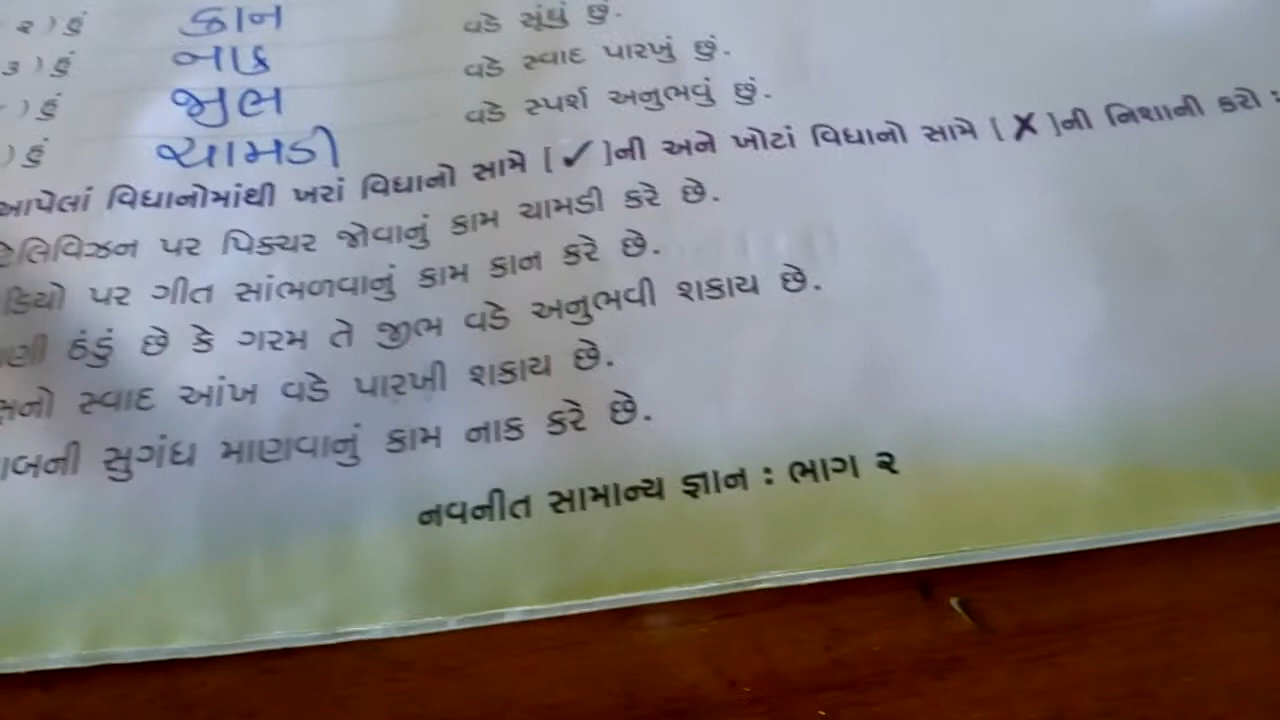 ૨) હું કાન વડે સૂંઘું છું.
૩) હું નાક વડે સ્વાદ પારખું છું.
) હું જીભ વડે સ્પર્શ અનુભવું છું.
) હું ચામડી
આપેલાં વિધાનોમાંથી ખરાં વિધાનો સામે [ ✓ ]ની અને ખોટાં વિધાનો સામે [ ✗ ]ની નિશાની કરો :
ટેલિવિઝન પર પિક્ચર જોવાનું કામ ચામડી કરે છે.
ડિયો પર ગીત સાંભળવાનું કામ કાન કરે છે.
ણી ઠંડું છે કે ગરમ તે જીભ વડે અનુભવી શકાય છે.
નો સ્વાદ આંખ વડે પારખી શકાય છે.
બની સુગંધ માણવાનું કામ નાક કરે છે.
નવનીત સામાન્ય જ્ઞાન : ભાગ ૨